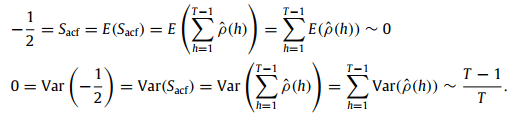 −1/2 = S_acf = E(S_acf) = E(∑_{h=1}^{T−1} ρ̂(h)) = ∑_{h=1}^{T−1} E(ρ̂(h)) ∼ 0
0 = Var(−1/2) = Var(S_acf) = Var(∑_{h=1}^{T−1} ρ̂(h)) = ∑_{h=1}^{T−1} Var(ρ̂(h)) ∼ (T − 1)/T.